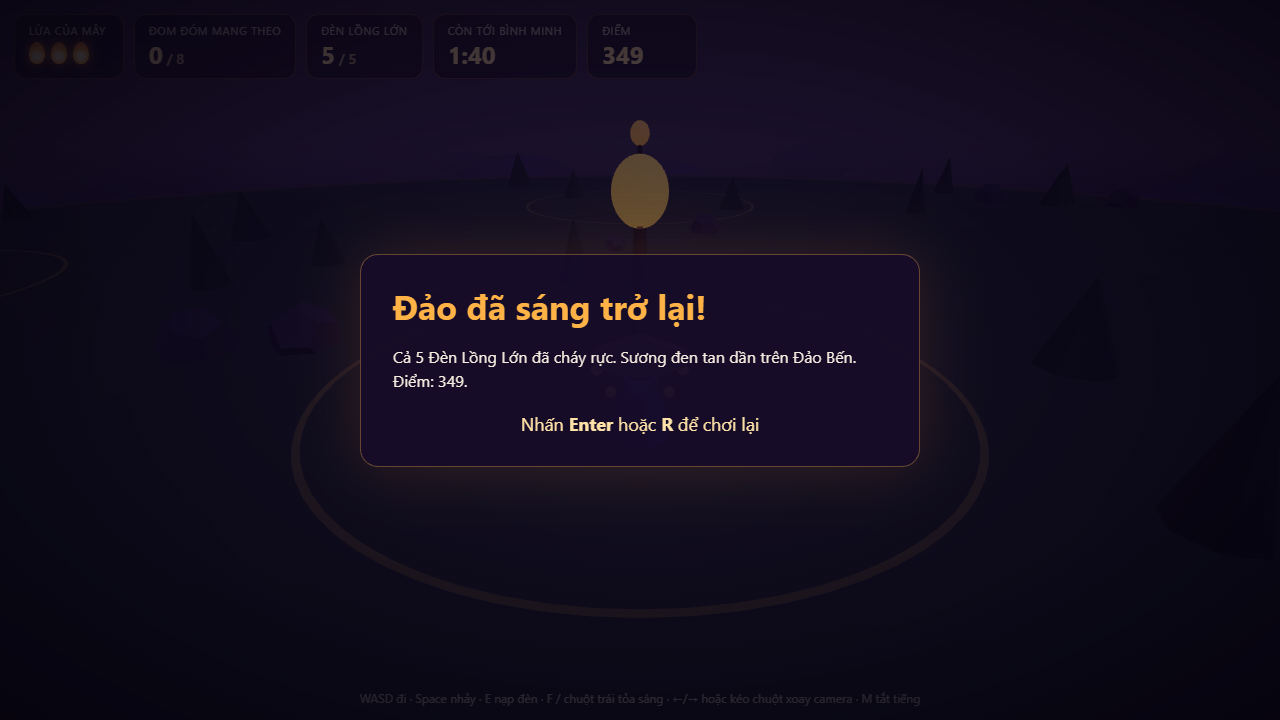 LỬA CỦA MÂY
ĐOM ĐÓM MANG THEO
0 / 8
ĐÈN LỒNG LỚN
5 / 5
CÒN TỚI BÌNH MINH
1:40
ĐIỂM
349
Đảo đã sáng trở lại!
Cả 5 Đèn Lồng Lớn đã cháy rực. Sương đen tan dần trên Đảo Bến.
Điểm: 349.
Nhấn Enter hoặc R để chơi lại
WASD đi · Space nhảy · E nạp đèn · F / chuột trái tỏa sáng · ←/→ hoặc kéo chuột xoay camera · M tắt tiếng